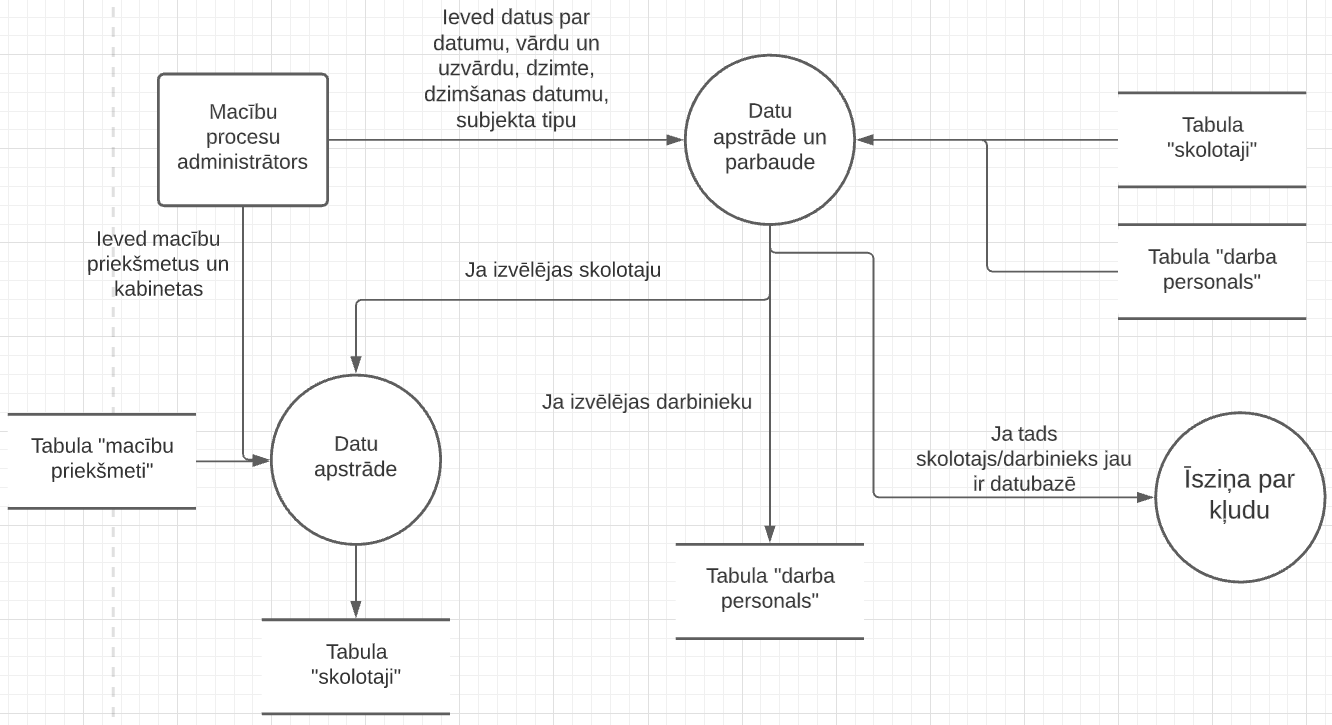 Ieved datus par
datumu, vārdu un
uzvārdu, dzimte,
dzimšanas datumu,
subjekta tipu
Macību
procesu
administrātors
Datu
apstrāde un
parbaude
Tabula
"skolotaji"
Ieved macību
priekšmetus un
kabinetas
Ja izvēlējas skolotaju
Tabula "darba
personals"
Ja izvēlējas darbinieku
Tabula "macību
priekšmeti"
Datu
apstrāde
Ja tads
skolotajs/darbinieks jau
ir datubazē
Īsziņa par
kļudu
Tabula "darba
personals"
Tabula
"skolotaji"